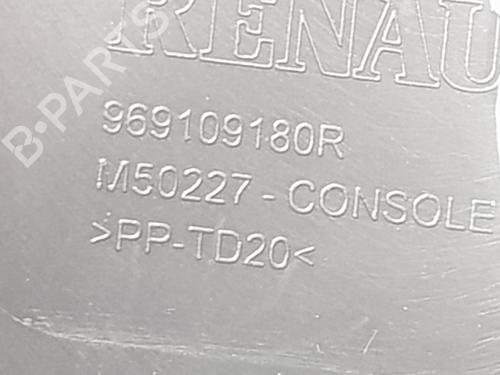 RENAU
969109180R
M50227 - CONSOLE
>PP-TD20<
B-PARTS